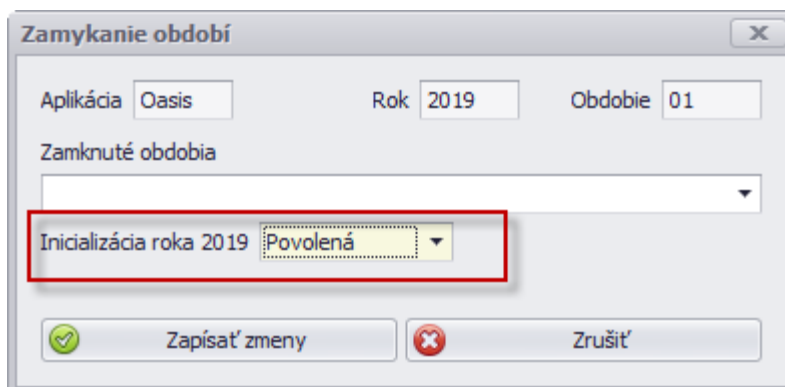 Zamykanie období
Aplikácia Oasis Rok 2019 Obdobie 01
Zamknuté obdobia
Inicializácia roka 2019 Povolená
Zapísať zmeny Zrušiť